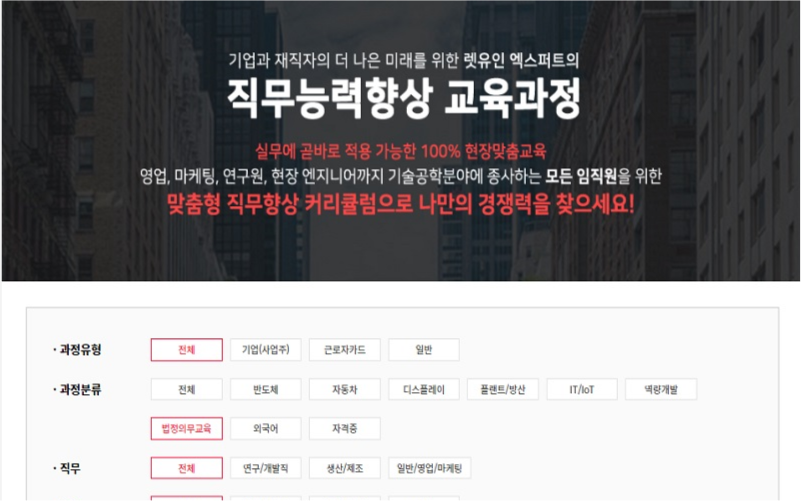 기업과 재직자의 더 나은 미래를 위한 렛유인 엑스퍼트의
직무능력향상 교육과정
실무에 곧바로 적용 가능한 100% 현장맞춤교육
영업, 마케팅, 연구원, 현장 엔지니어까지 기술공학분야에 종사하는 모든 임직원을 위한
맞춤형 직무향상 커리큘럼으로 나만의 경쟁력을 찾으세요!
· 과정유형 전체 기업(사업주) 근로자카드 일반
· 과정분류 전체 반도체 자동차 디스플레이 플랜트/방산 IT/IoT 역량개발
법정의무교육 외국어 자격증
· 직무 전체 연구/개발직 생산/제조 일반/영업/마케팅